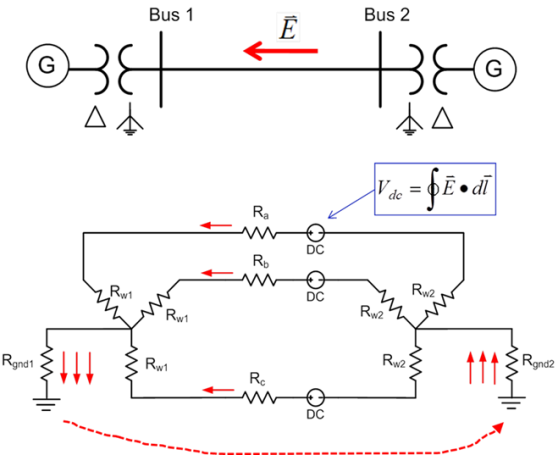 Bus 1
Bus 2
E⃗
G
G
Δ
Δ
V_dc = ∮ E⃗ • dl⃗
R_a
DC
R_b
DC
R_w1
R_w1
R_w2
R_w2
R_gnd1
R_w1
R_w2
R_gnd2
R_c
DC